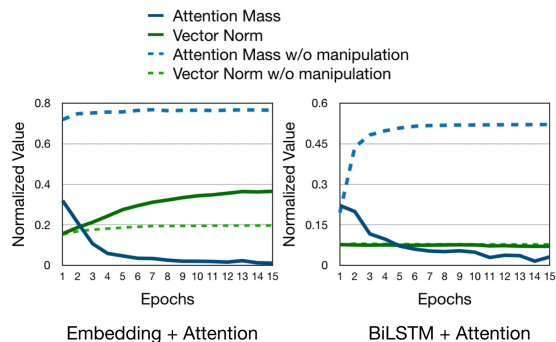 Attention Mass
Vector Norm
Attention Mass w/o manipulation
Vector Norm w/o manipulation
Normalized Value
0.8
0.6
0.4
0.2
0
1 2 3 4 5 6 7 8 9 10 11 12 13 14 15
Epochs
Embedding + Attention
Normalized Value
0.6
0.45
0.3
0.15
0
1 2 3 4 5 6 7 8 9 10 11 12 13 14 15
Epochs
BiLSTM + Attention